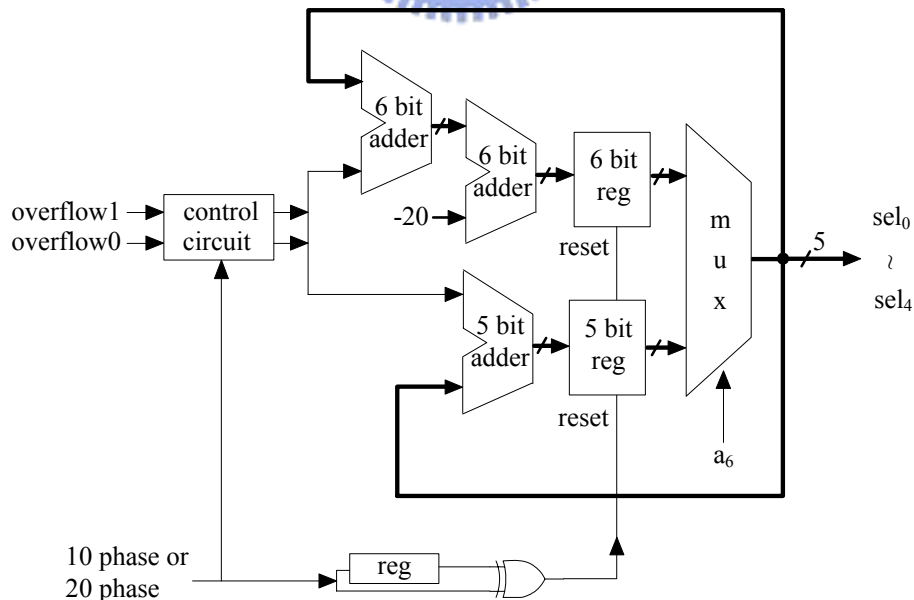 6 bit
adder
6 bit
adder
6 bit
reg
overflow1
overflow0
control
circuit
-20
reset
m
u
x
5
sel₀
~
sel₄
5 bit
adder
5 bit
reg
reset
a₆
10 phase or
20 phase
reg